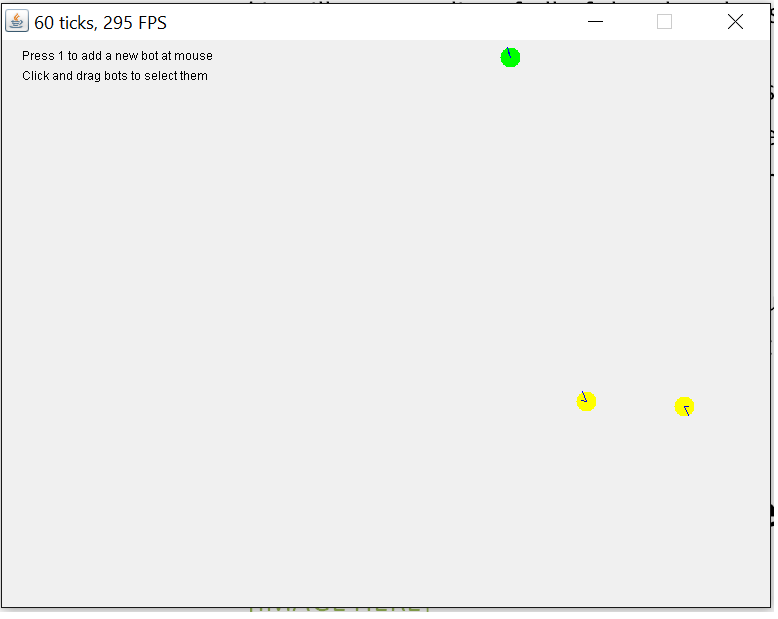 60 ticks, 295 FPS
Press 1 to add a new bot at mouse
Click and drag bots to select them